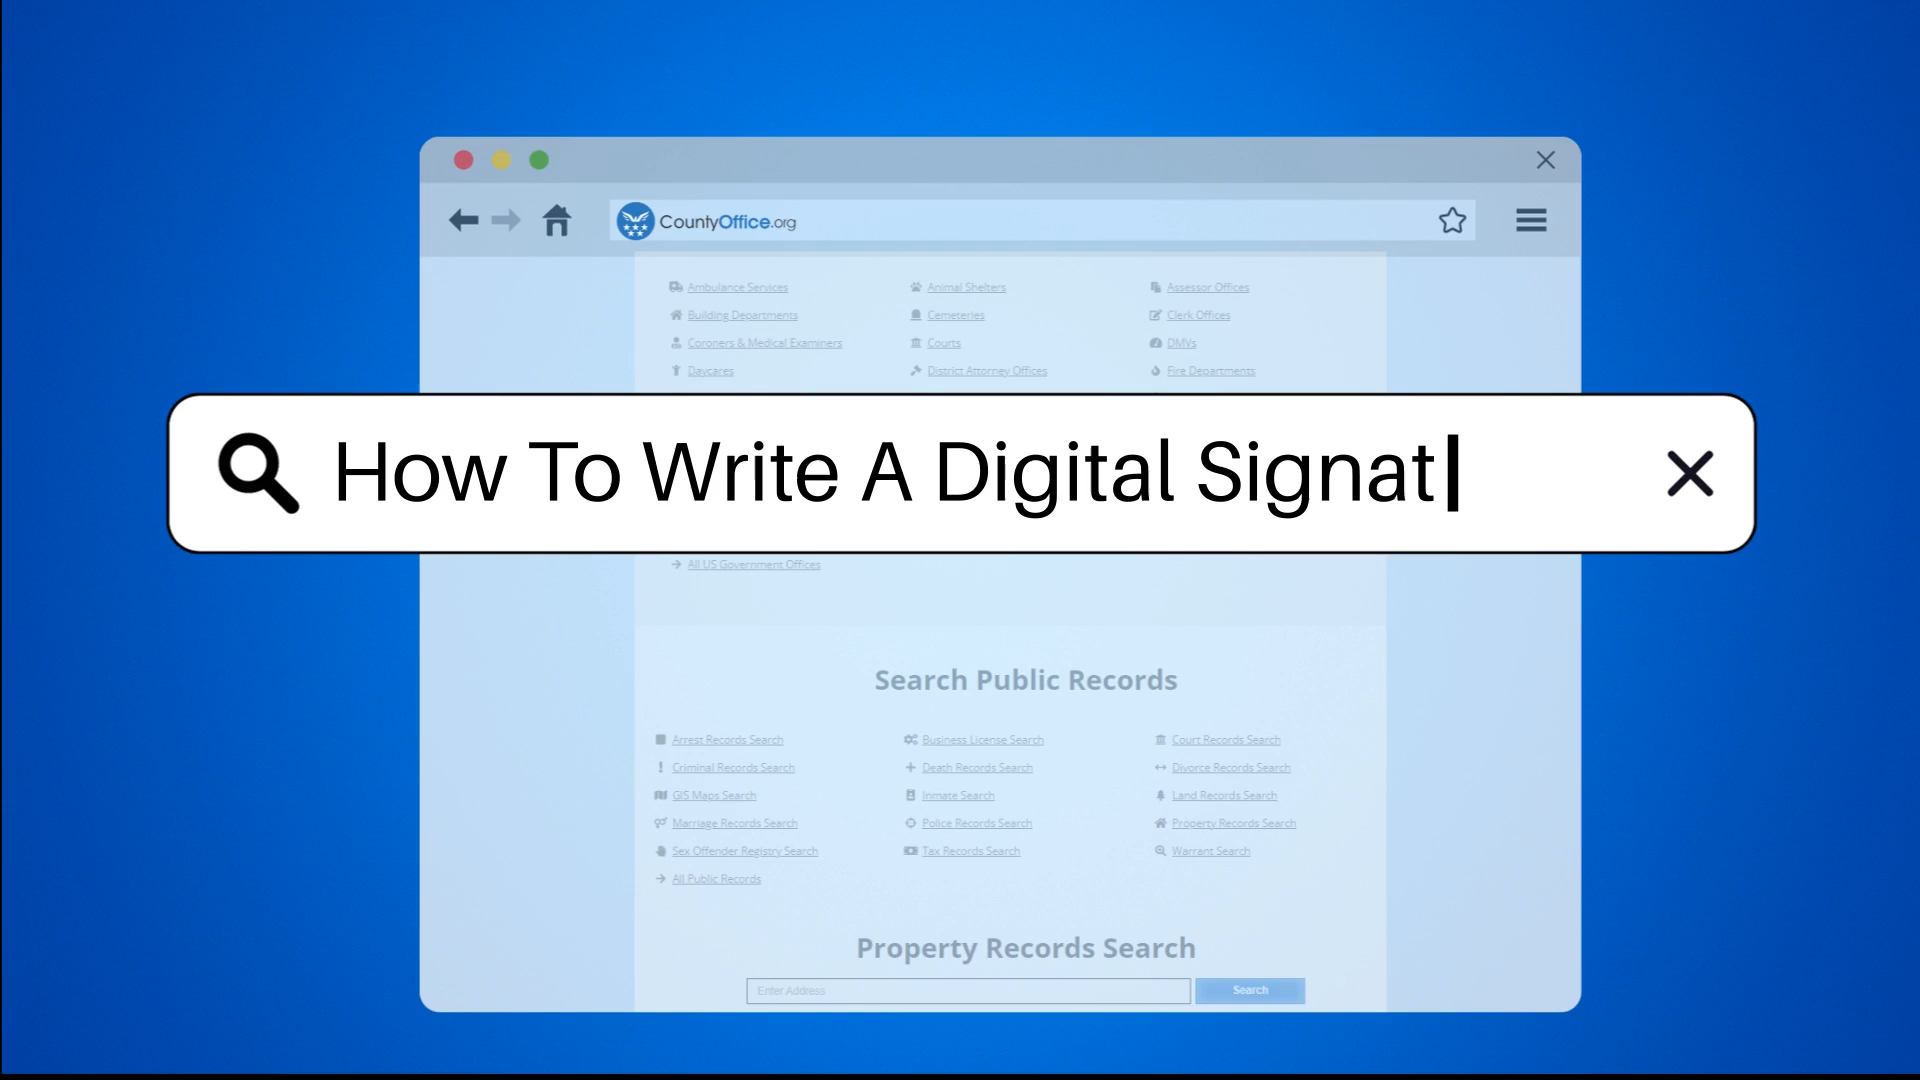 CountyOffice.org
Ambulance Services Animal Shelters Assessor Offices
Building Departments Cemeteries Clerk Offices
Coroners & Medical Examiners Courts DMVs
Daycares District Attorney Offices Fire Departments
How To Write A Digital Signat
All US Government Offices
Search Public Records
Arrest Records Search Business License Search Court Records Search
Criminal Records Search Death Records Search Divorce Records Search
GIS Maps Search Inmate Search Land Records Search
Marriage Records Search Police Records Search Property Records Search
Sex Offender Registry Search Tax Records Search Warrant Search
All Public Records
Property Records Search
Enter Address Search